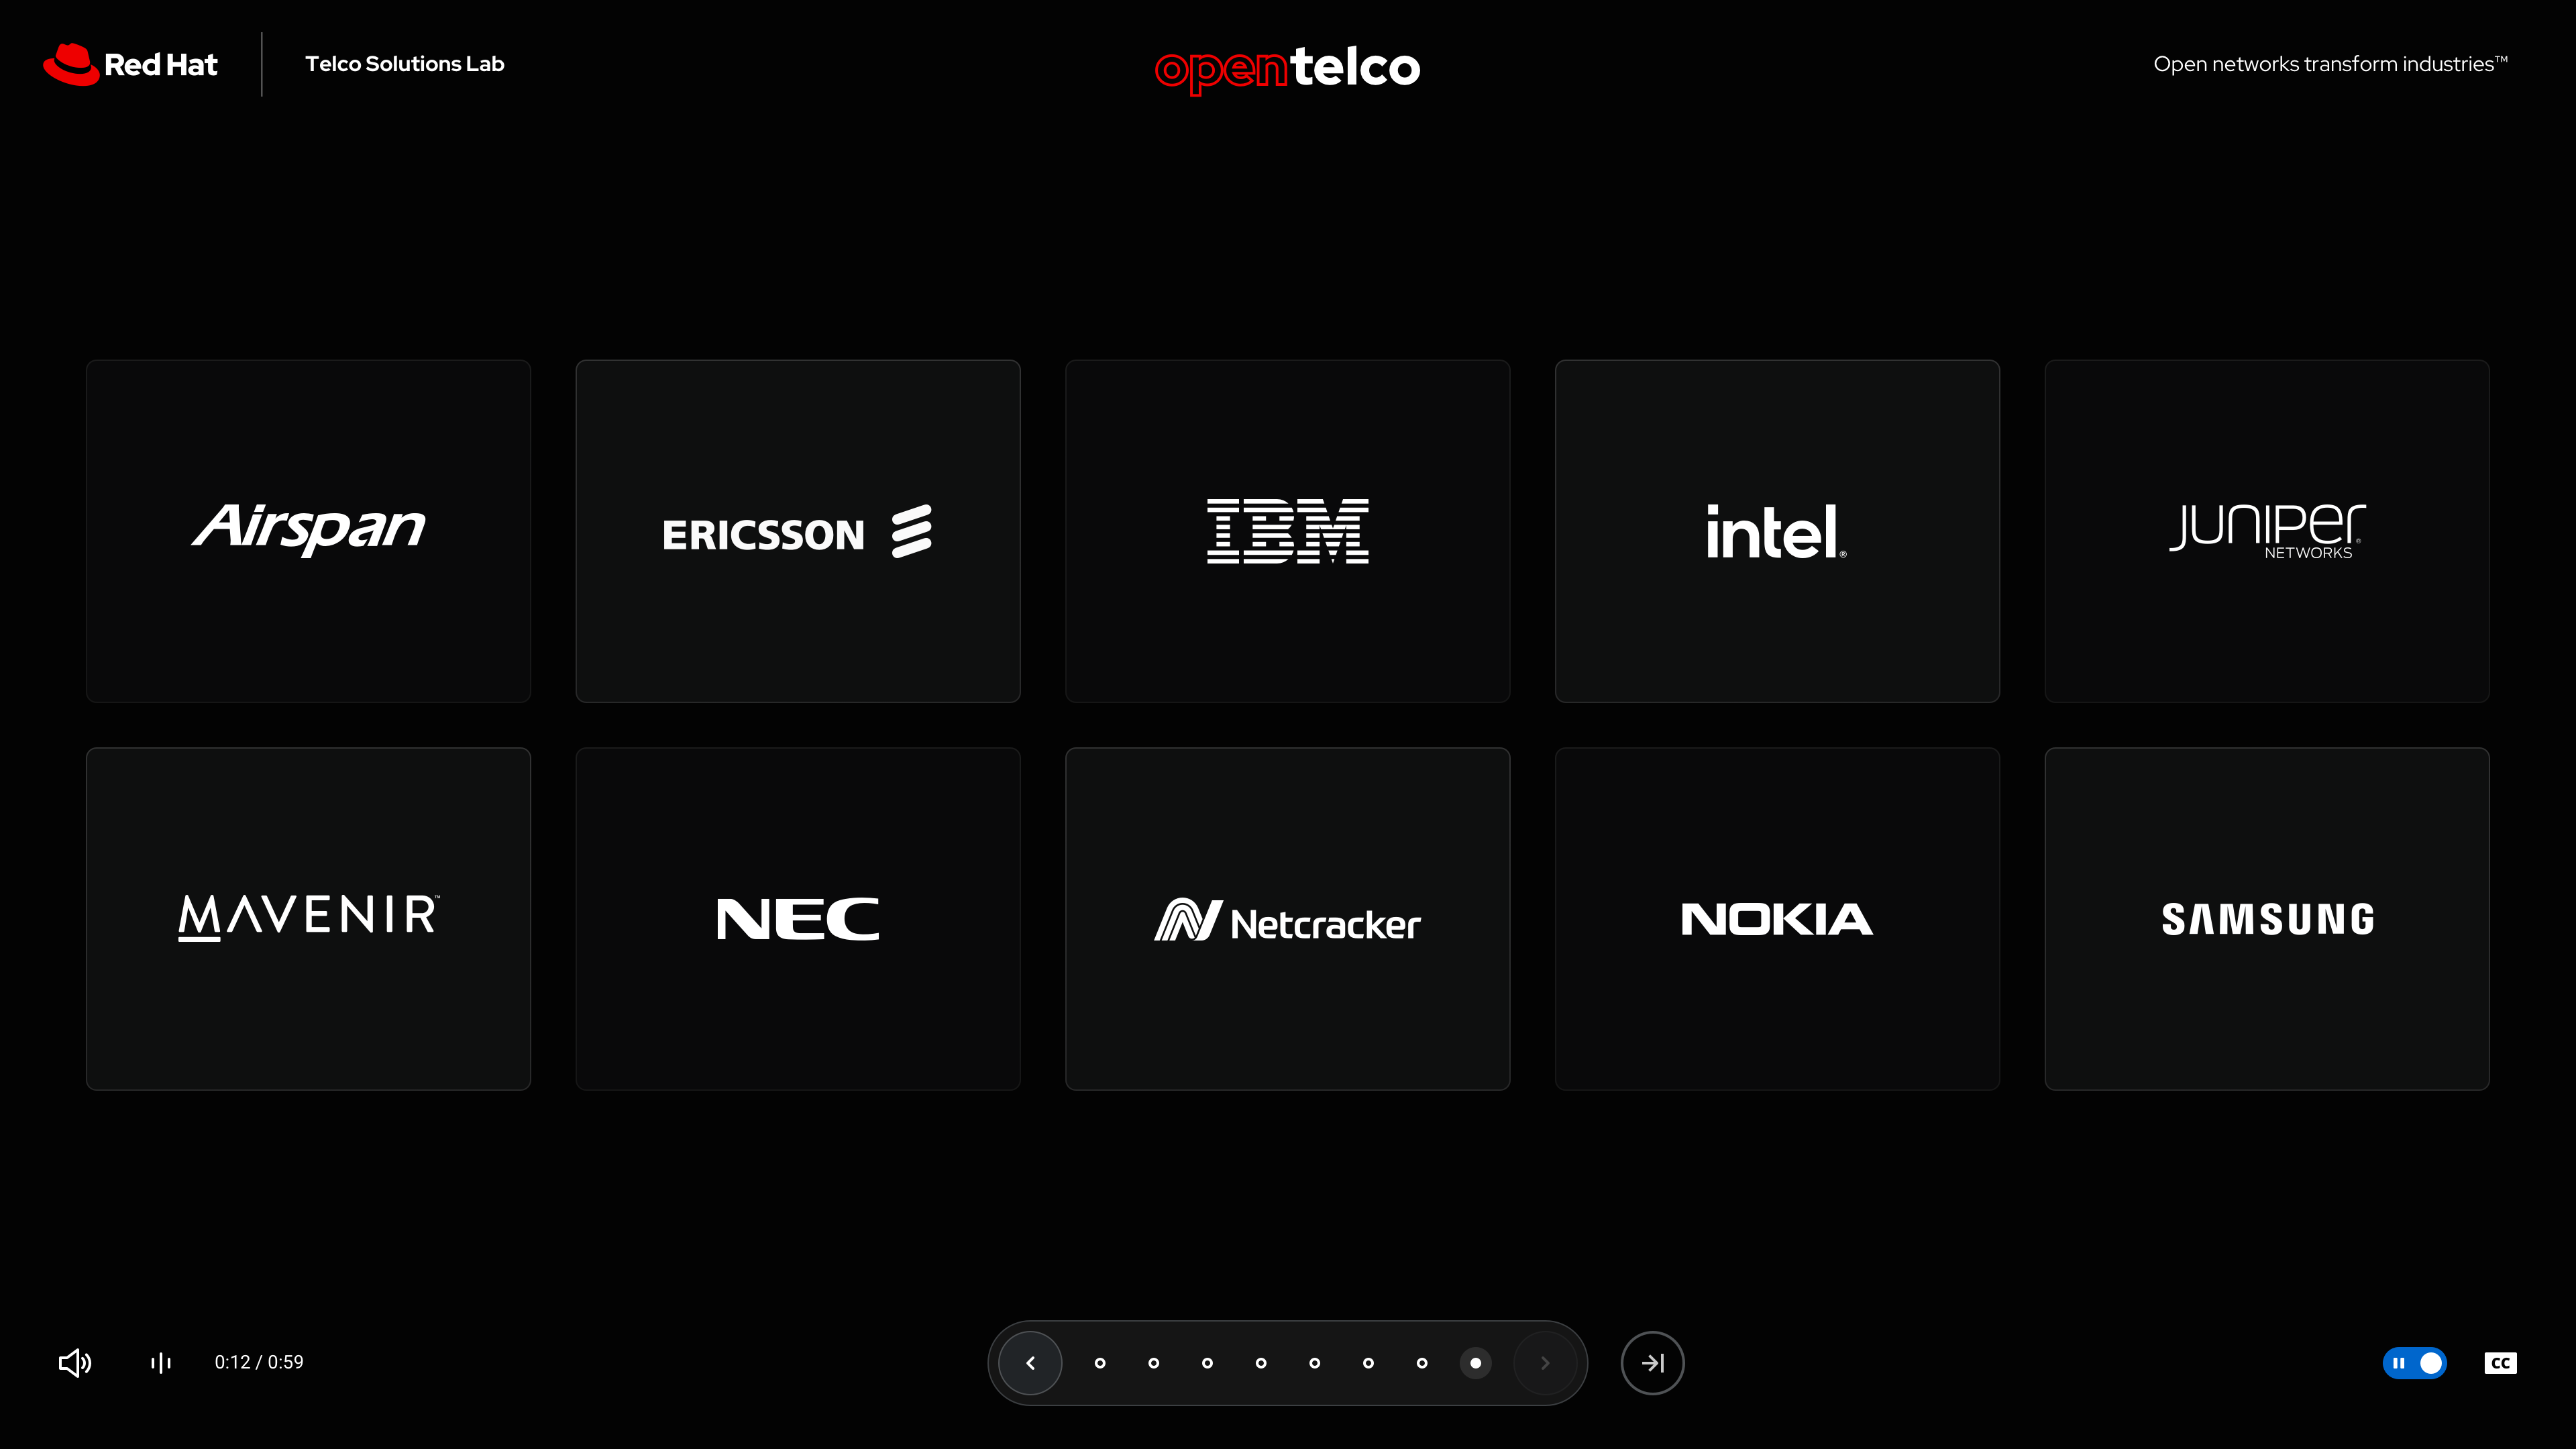 Red Hat
Telco Solutions Lab
opentelco
Open networks transform industries™
Airspan
ERICSSON
IBM
intel®
JUNIPEr®
NETWORKS
MAVENIR™
NEC
Netcracker
NOKIA
SAMSUNG
0:12 / 0:59
CC